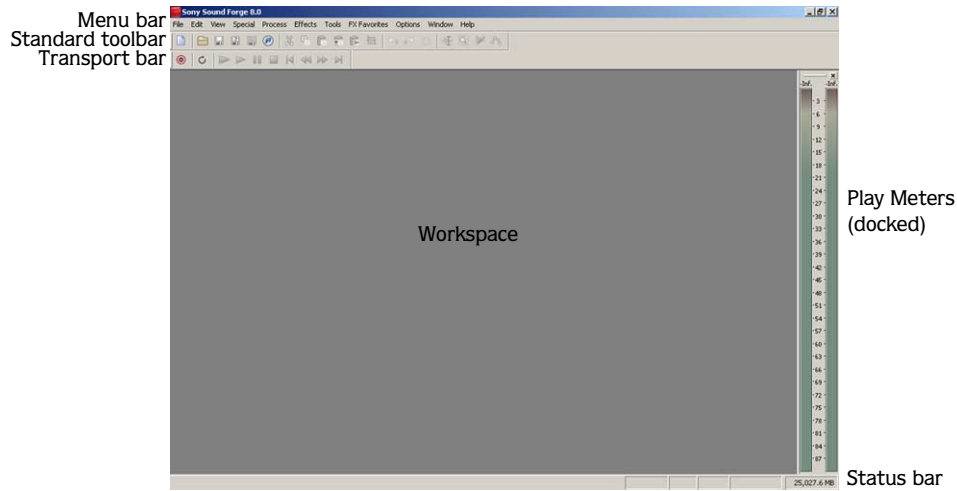 Sony Sound Forge 8.0
Menu bar
File Edit View Special Process Effects Tools FX Favorites Options Window Help
Standard toolbar
Transport bar
-Inf. -Inf.
3
6
9
12
15
18
21
24
27
30
33
36
39
42
45
48
51
54
57
60
63
66
69
72
75
78
81
84
87
Play Meters
(docked)
Workspace
25,027.6 MB
Status bar